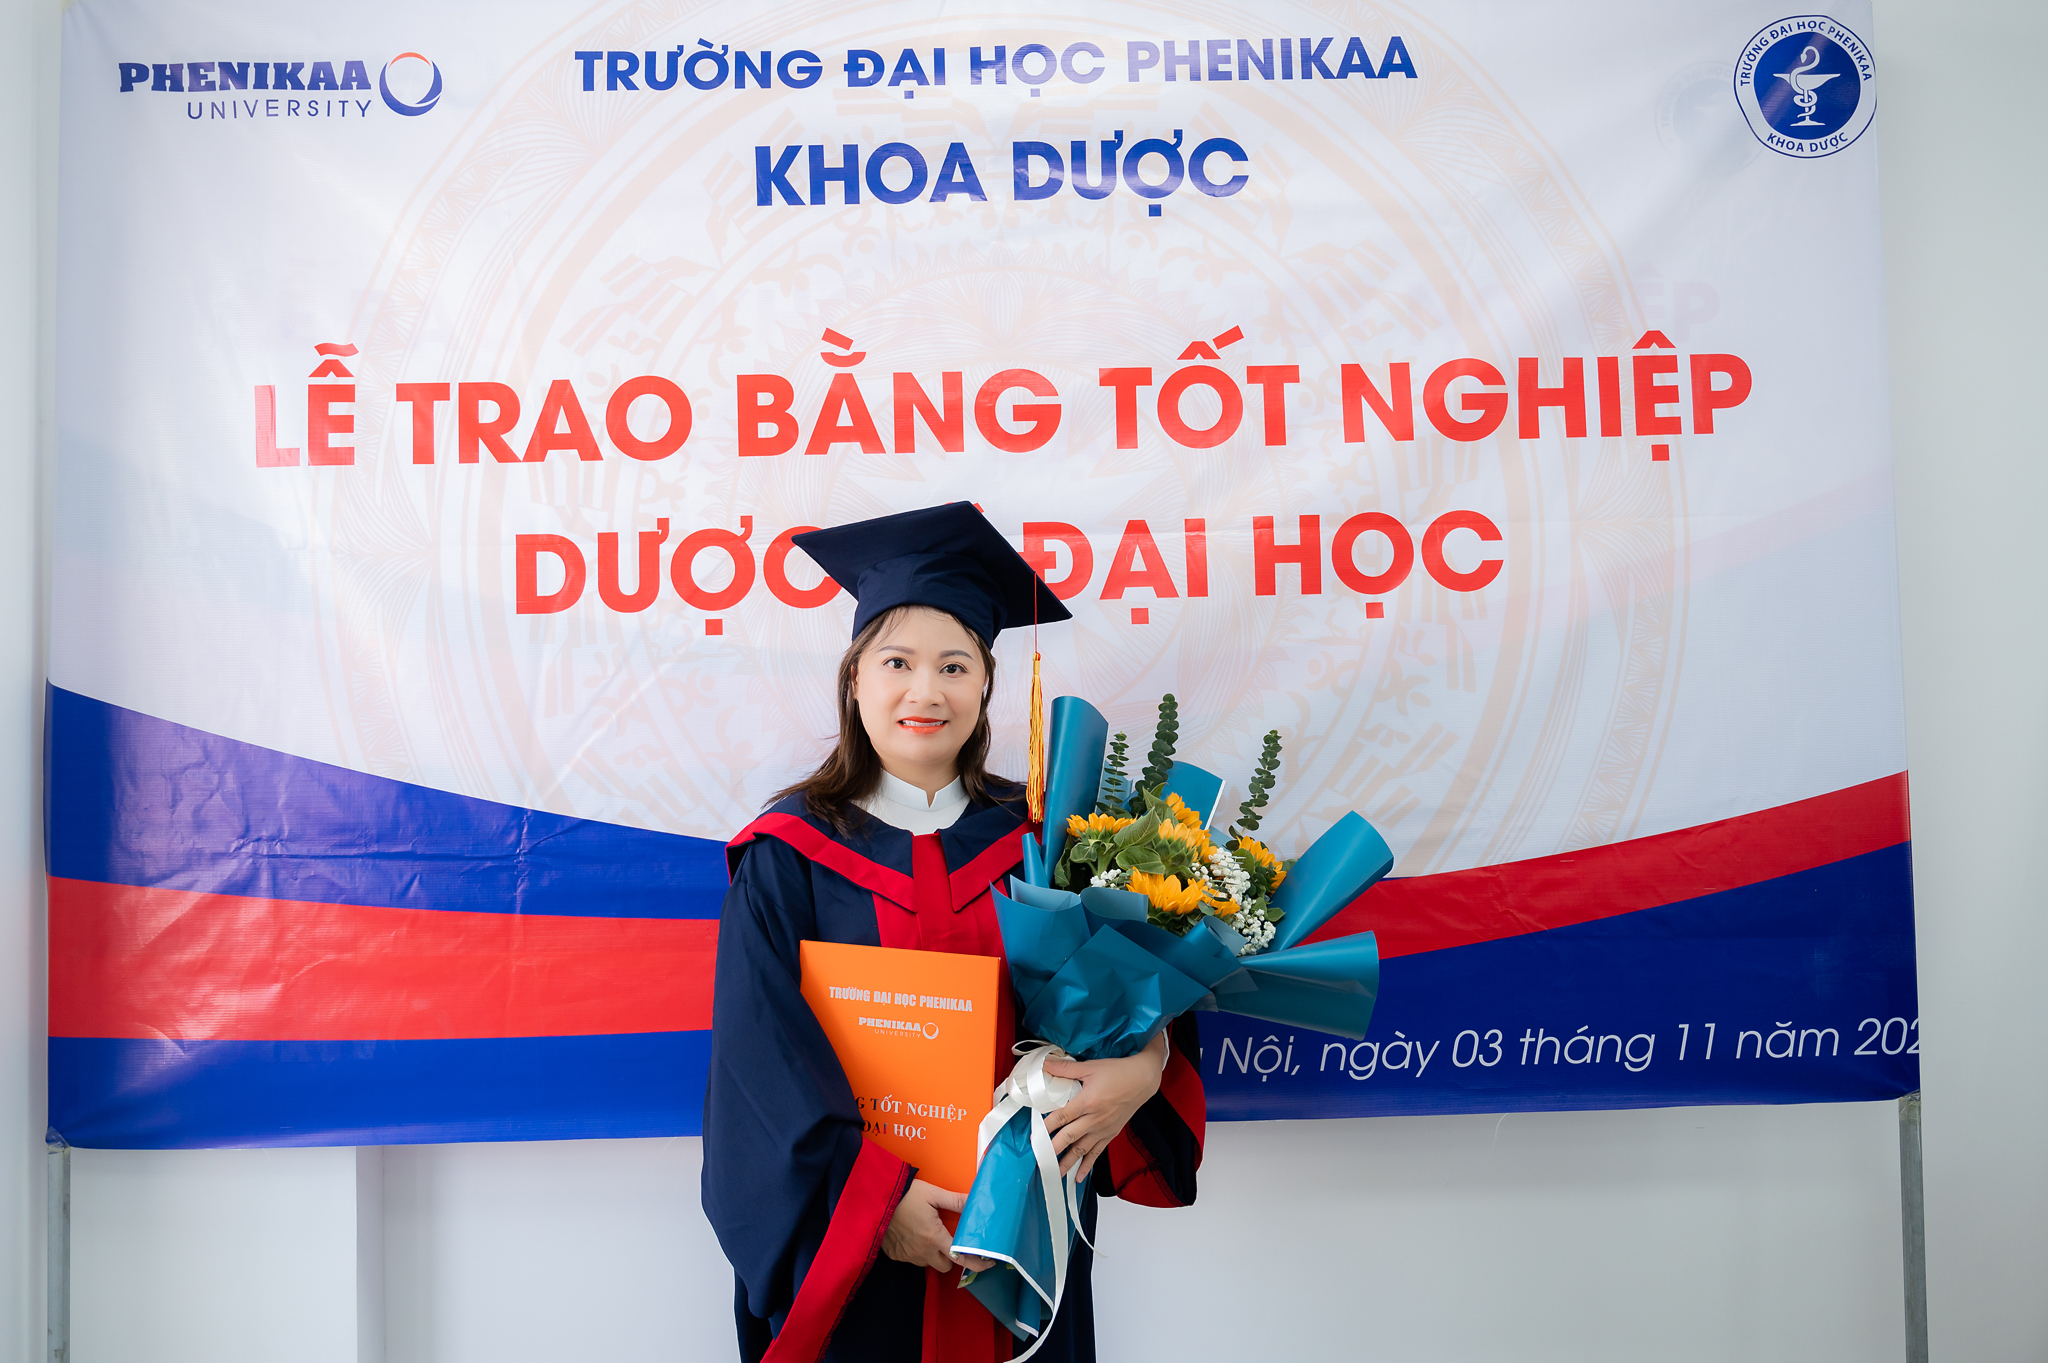 PHENIKAA
UNIVERSITY
TRƯỜNG ĐẠI HỌC PHENIKAA
KHOA DƯỢC
TRƯỜNG ĐẠI HỌC PHENIKAA
KHOA DƯỢC
LỄ TRAO BẰNG TỐT NGHIỆP
DƯỢC ĐẠI HỌC
Nội, ngày 03 tháng 11 năm
TRƯỜNG ĐẠI HỌC PHENIKAA
PHENIKAA
UNIVERSITY
TỐT NGHIỆP
HỌC